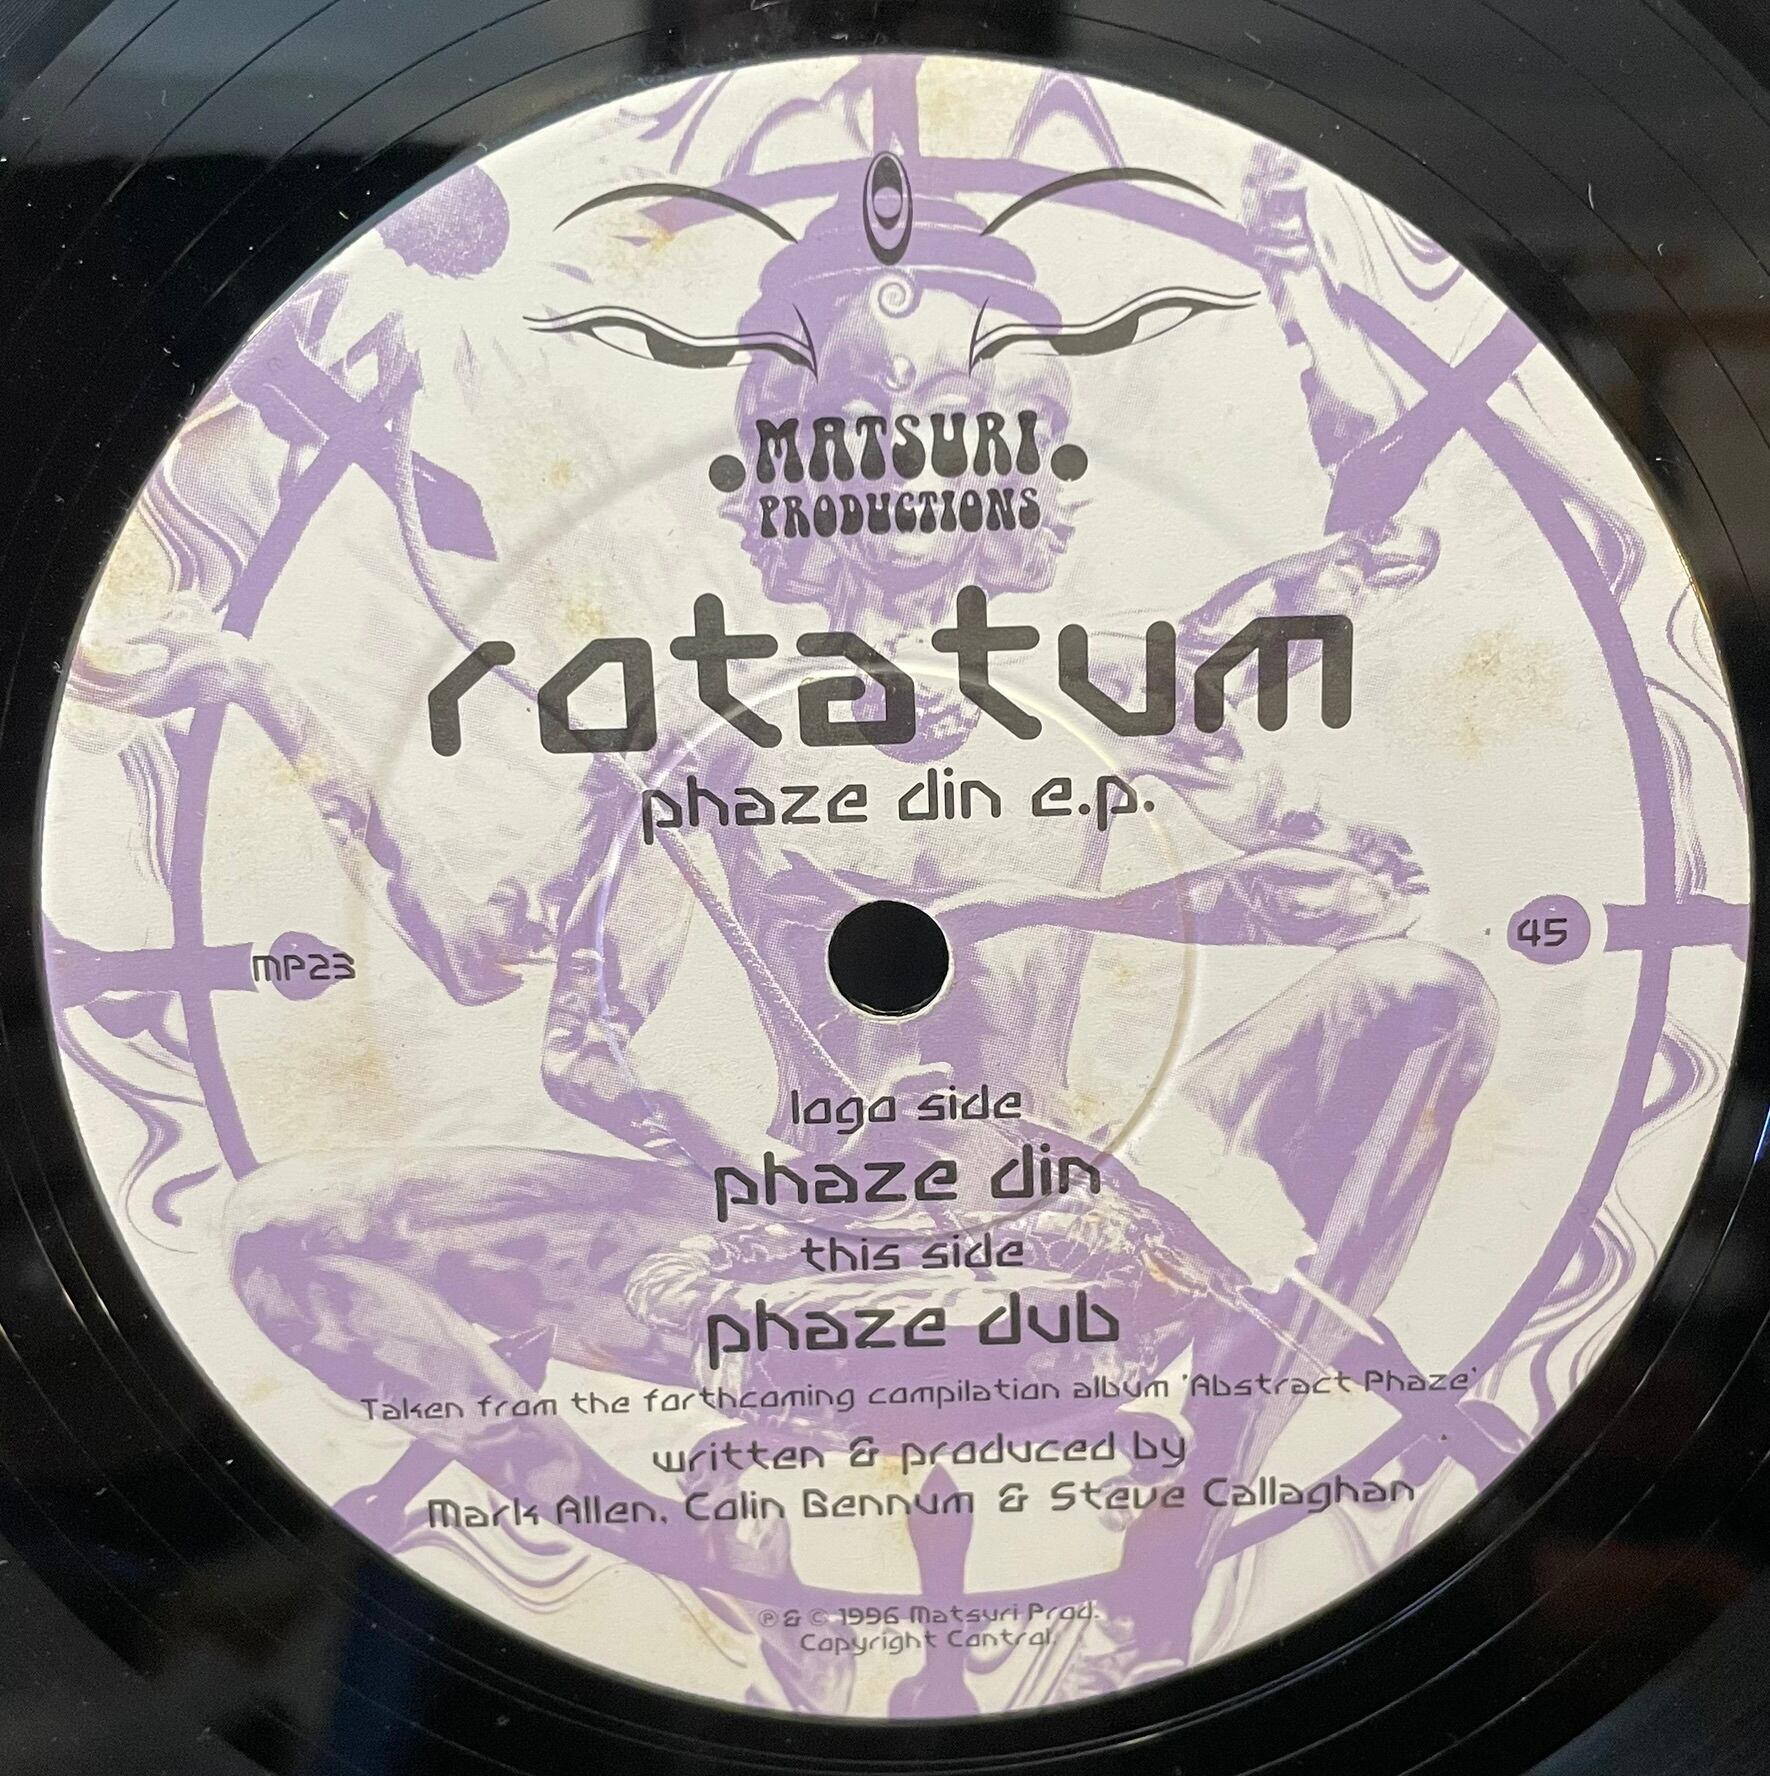 MATSURI
PRODUCTIONS
rotatum
phaze din e.p.
MP23
45
logo side
phaze din
this side
phaze dub
Taken from the forthcoming compilation album 'Abstract Phaze'
written & produced by
Mark Allen, Colin Bennum & Steve Callaghan
℗ & © 1996 Matsuri Prod.
Copyright Control.